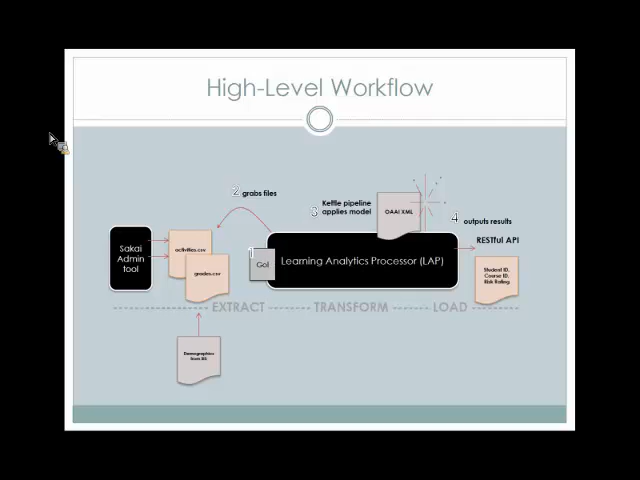 High-Level Workflow
2 grabs files
3 Kettle pipeline
applies model
OAAI XML
4 outputs results
RESTful API
Sakai
Admin
tool
activities.csv
grades.csv
1
Go!
Learning Analytics Processor (LAP)
Student ID,
Course ID,
Risk Rating
EXTRACT
TRANSFORM
LOAD
Demographics
from SIS